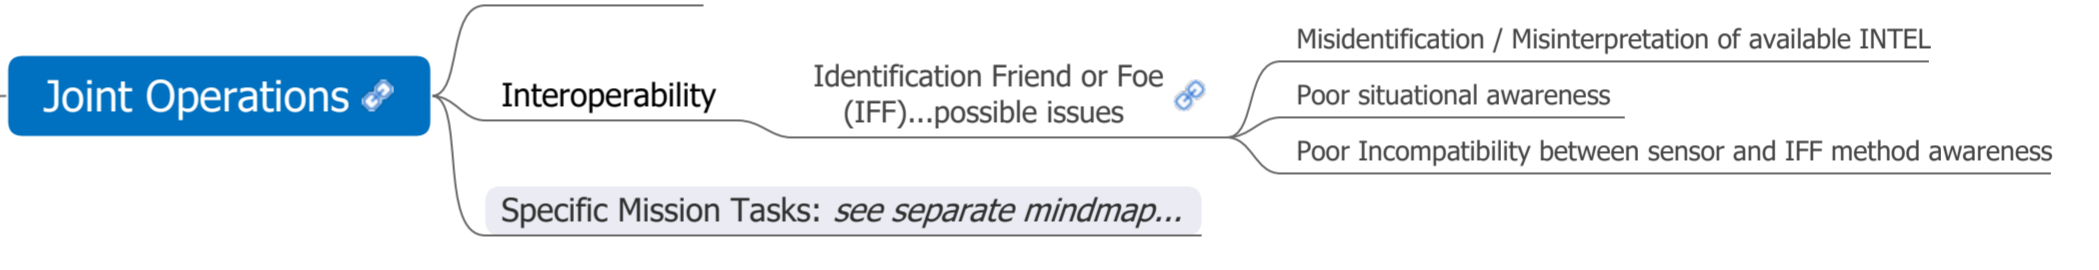 Joint Operations
Interoperability
Identification Friend or Foe
(IFF)...possible issues
Misidentification / Misinterpretation of available INTEL
Poor situational awareness
Poor Incompatibility between sensor and IFF method awareness
Specific Mission Tasks: see separate mindmap...